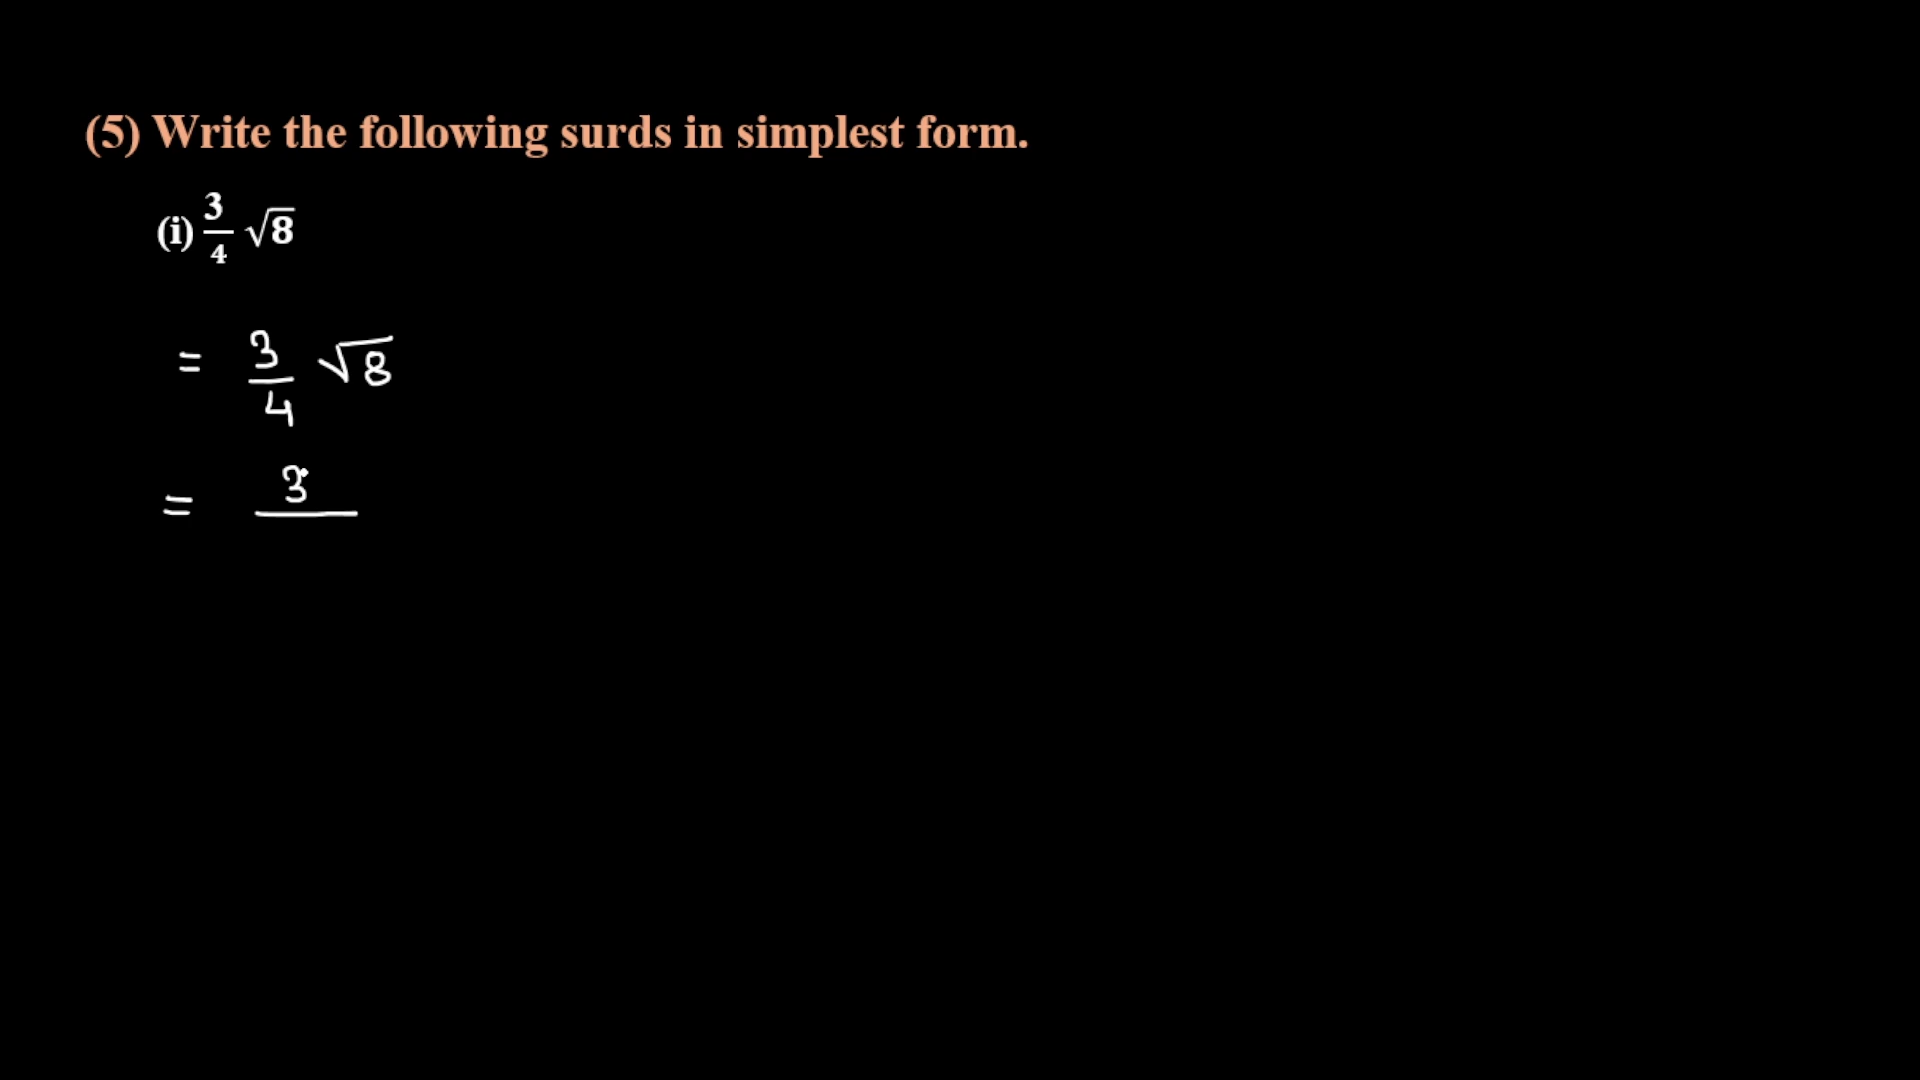 (5) Write the following surds in simplest form.
(i) 3/4 √8
= 3/4 √8
= 3/